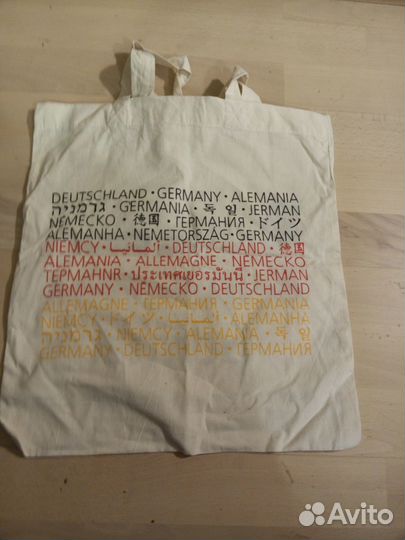 DEUTSCHLAND · GERMANY · ALEMANIA
גרמניה · GERMANIA · 독 일 · JERMAN
NĚMECKO · 德国 · ГЕРМАНИЯ · ドイツ
ALEMANHA · NEMETORSZÁG · GERMANY
NIEMCY · ألمانيا · DEUTSCHLAND · 德国
ALEMANIA · ALLEMAGNE · NĚMECKO
TEPMAHNR · ประเทศเยอรมันนี · JERMAN
GERMANY · NĚMECKO · DEUTSCHLAND
ALLEMAGNE · ГЕРМАНИЯ · GERMANIA
NIEMCY · ドイツ · ألمانيا · ALEMANHA
גרמניה · NIEMCY · ALEMANIA · 독 일
GERMANY · DEUTSCHLAND · ГЕРМАНИЯ
Avito